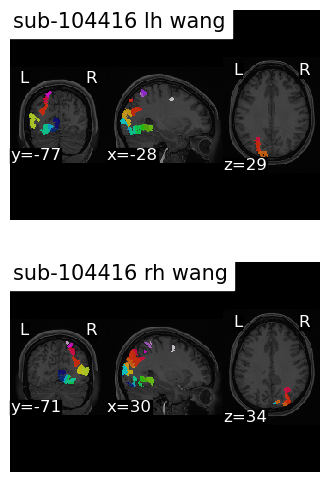 sub-104416 lh wang
L R
L R
y=-77
x=-28
z=29
sub-104416 rh wang
L R
L R
y=-71
x=30
z=34